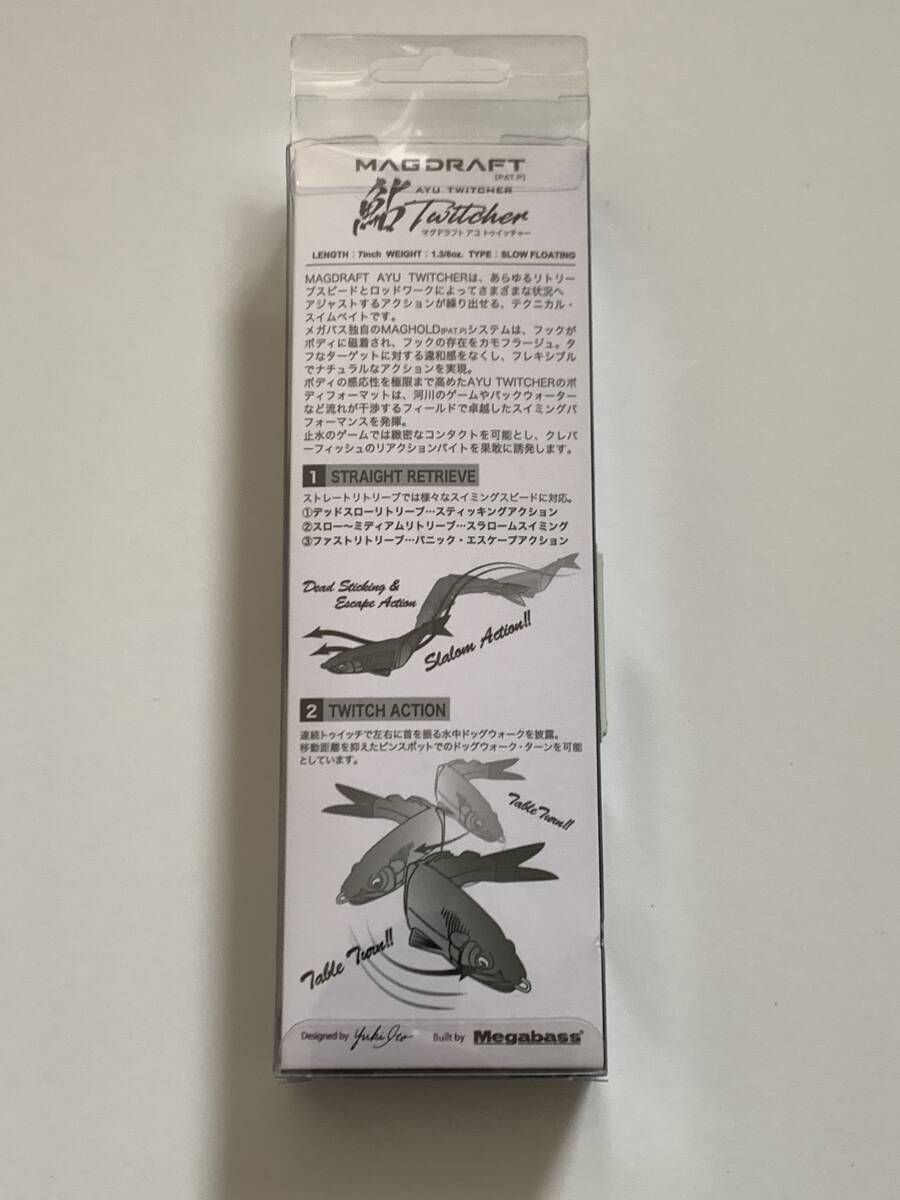 MAGDRAFT
[PAT.P]
鮎 AYU TWITCHER
Twitcher
マグドラフト アユ トゥイッチャー
LENGTH : 7inch WEIGHT : 1.3/8oz. TYPE : SLOW FLOATING
MAGDRAFT AYU TWITCHERは、あらゆるリトリー
ブスピードとロッドワークによってさまざまな状況へ
アジャストするアクションが繰り出せる、テクニカル・
スイムベイトです。
メガバス独自のMAGHOLD[PAT.P]システムは、フックが
ボディに磁着され、フックの存在をカモフラージュ。タ
フなターゲットに対する違和感をなくし、フレキシブル
でナチュラルなアクションを実現。
ボディの感応性を極限まで高めたAYU TWITCHERのボ
ディフォーマットは、河川のゲームやバックウォーター
など流れが干渉するフィールドで卓越したスイミングパ
フォーマンスを発揮。
止水のゲームでは緻密なコンタクトを可能とし、クレバ
ーフィッシュのリアクションバイトを果敢に誘発します。
1 STRAIGHT RETRIEVE
ストレートリトリーブでは様々なスイミングスピードに対応。
①デッドスローリトリーブ…スティッキングアクション
②スロー〜ミディアムリトリーブ…スラロームスイミング
③ファストリトリーブ…パニック・エスケープアクション
Dead Sticking &
Escape Action
Slalom Action!!
2 TWITCH ACTION
連続トゥイッチで左右に首を振る水中ドッグウォークを披露。
移動距離を抑えたピンスポットでのドッグウォーク・ターンを可能
としています。
Table Turn!!
Table Turn!!
Designed by Yuki Ito Built by Megabass®